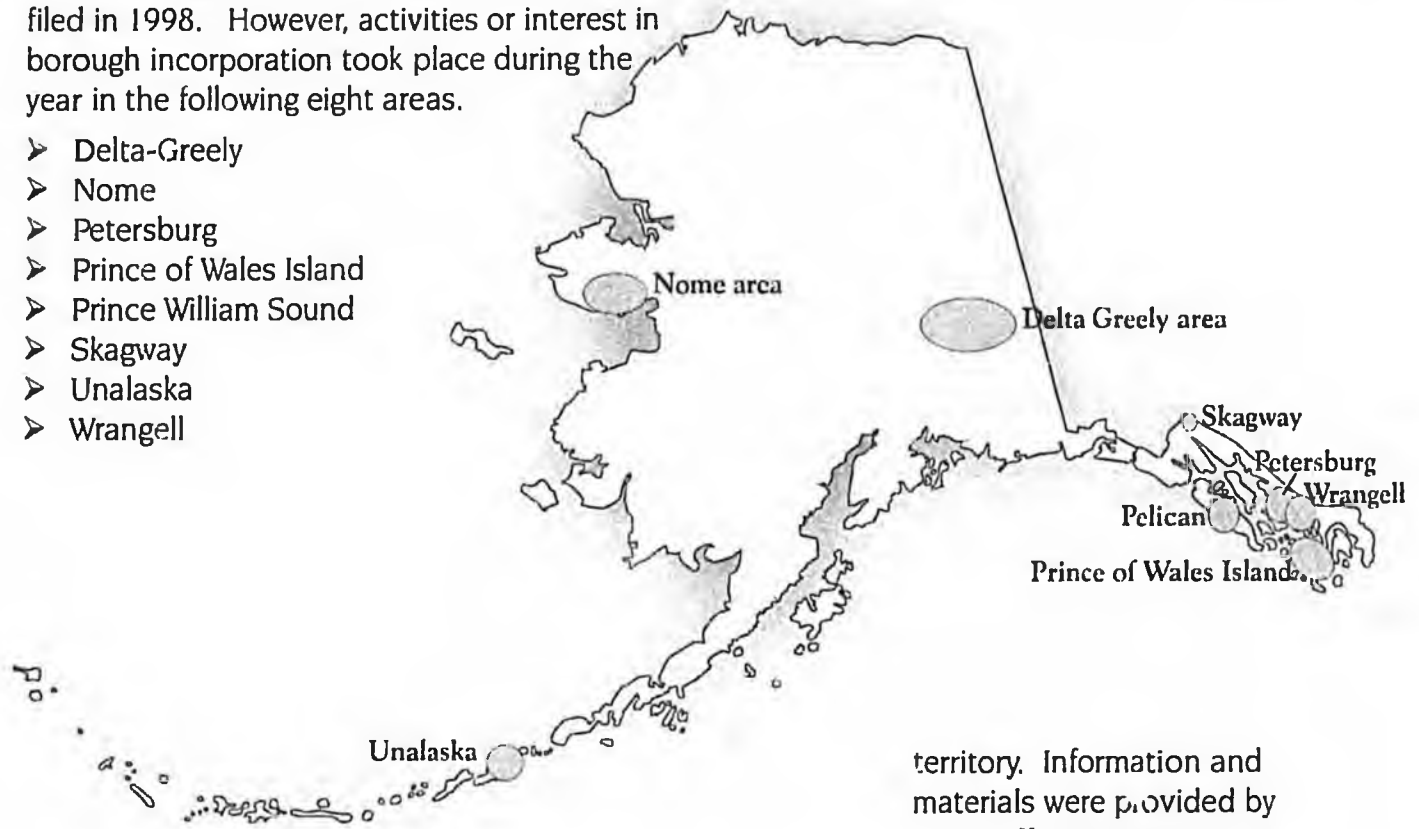 filed in 1998. However, activities or interest in
borough incorporation took place during the
year in the following eight areas.
➢ Delta-Greely
➢ Nome
➢ Petersburg
➢ Prince of Wales Island
➢ Prince William Sound
➢ Skagway
➢ Unalaska
➢ Wrangell
Nome area
Delta Greely area
Skagway
Petersburg
Wrangell
Pelican
Prince of Wales Island
Unalaska
territory. Information and
materials were provided by